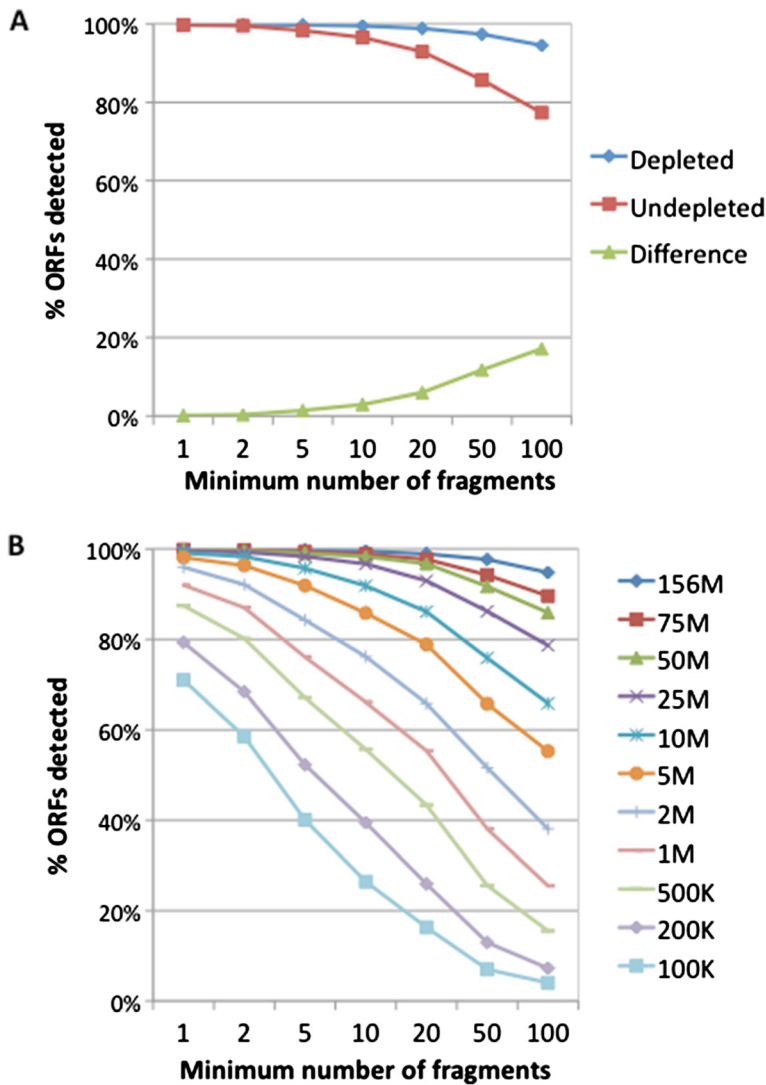 A
100%
80%
60%
40%
20%
0%
% ORFs detected
1 2 5 10 20 50 100
Minimum number of fragments
Depleted
Undepleted
Difference
B
100%
80%
60%
40%
20%
0%
% ORFs detected
1 2 5 10 20 50 100
Minimum number of fragments
156M
75M
50M
25M
10M
5M
2M
1M
500K
200K
100K